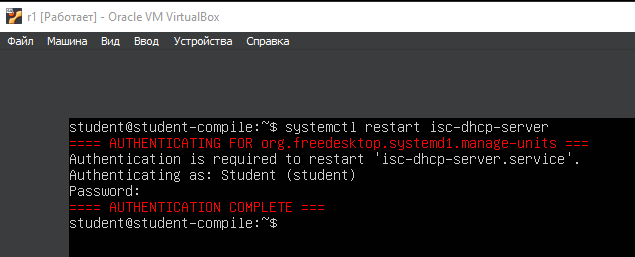 r1 [Работает] - Oracle VM VirtualBox
Файл Машина Вид Ввод Устройства Справка
student@student-compile:~$ systemctl restart isc-dhcp-server
==== AUTHENTICATING FOR org.freedesktop.systemd1.manage-units ===
Authentication is required to restart 'isc-dhcp-server.service'.
Authenticating as: Student (student)
Password:
==== AUTHENTICATION COMPLETE ===
student@student-compile:~$